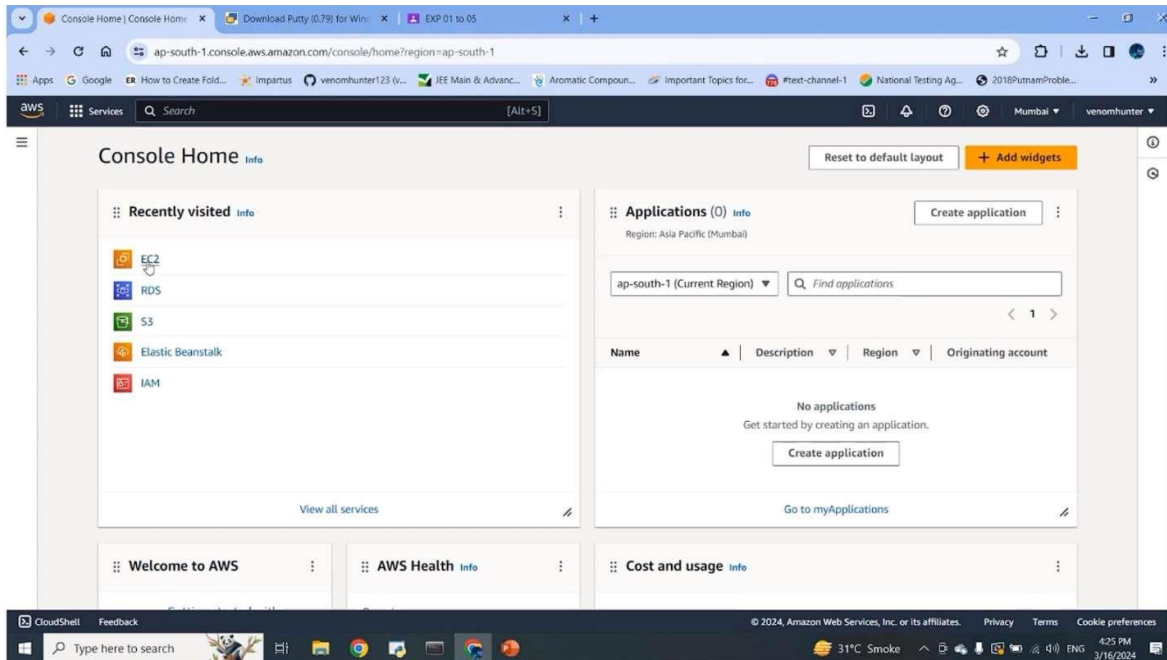 Console Home | Console Home
Download Putty (0.79) for Wind
EXP 01 to 05
ap-south-1.console.aws.amazon.com/console/home?region=ap-south-1
Apps
Google
How to Create Fold...
Impartus
venomhunter123 (v...
JEE Main & Advanc...
Aromatic Compoun...
Important Topics for...
#text-channel-1
National Testing Ag...
2018PutnamProble...
aws
Services
Search
[Alt+S]
Mumbai
venomhunter
Console Home Info
Reset to default layout
+ Add widgets
Recently visited Info
EC2
RDS
S3
Elastic Beanstalk
IAM
View all services
Applications (0) Info
Region: Asia Pacific (Mumbai)
Create application
ap-south-1 (Current Region)
Find applications
1
Name
Description
Region
Originating account
No applications
Get started by creating an application.
Create application
Go to myApplications
Welcome to AWS
AWS Health Info
Cost and usage Info
CloudShell
Feedback
© 2024, Amazon Web Services, Inc. or its affiliates.
Privacy
Terms
Cookie preferences
Type here to search
31°C Smoke
ENG
4:25 PM
3/16/2024